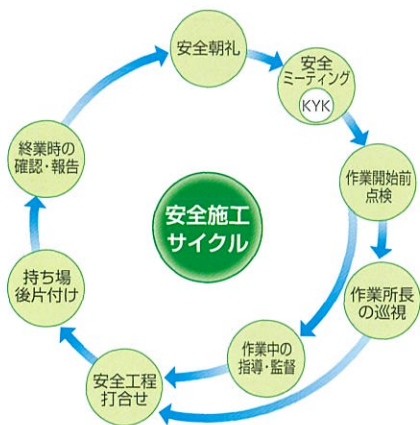 安全朝礼
安全
ミーティング
KYK
作業開始前
点検
作業所長
の巡視
作業中の
指導・監督
安全工程
打合せ
持ち場
後片付け
終業時の
確認・報告
安全施工
サイクル